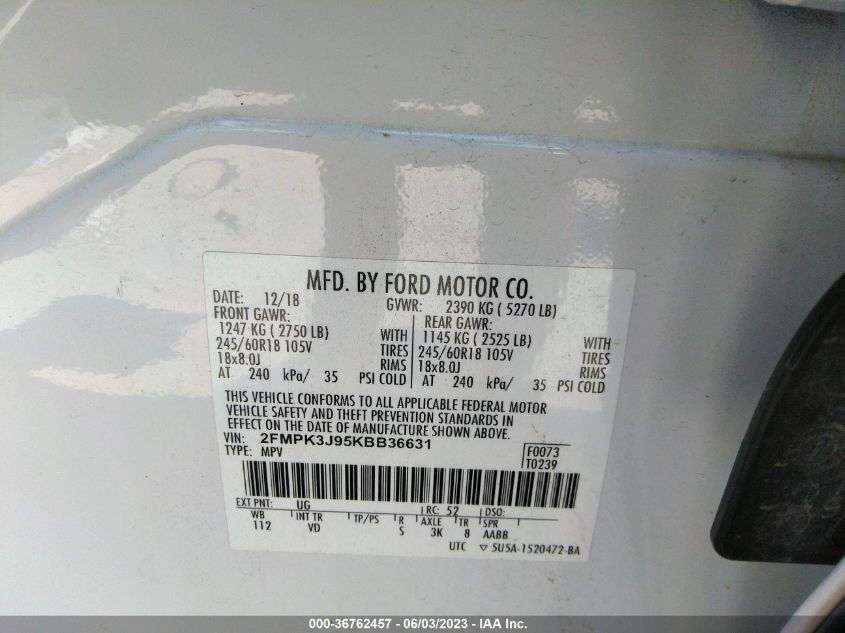 MFD. BY FORD MOTOR CO.
DATE: 12/18 GVWR: 2390 KG ( 5270 LB)
FRONT GAWR: REAR GAWR:
1247 KG ( 2750 LB) WITH 1145 KG ( 2525 LB) WITH
245/60R18 105V TIRES 245/60R18 105V TIRES
18x8.0J RIMS 18x8.0J RIMS
AT 240 kPa/ 35 PSI COLD AT 240 kPa/ 35 PSI COLD
THIS VEHICLE CONFORMS TO ALL APPLICABLE FEDERAL MOTOR
VEHICLE SAFETY AND THEFT PREVENTION STANDARDS IN
EFFECT ON THE DATE OF MANUFACTURE SHOWN ABOVE.
VIN: 2FMPK3J95KBB36631 F0073
TYPE: MPV T0239
EXT PNT: UG RC: 52 DSO:
WB INT TR TP/PS R AXLE TR SPR
112 VD S 3K 8 AABB
UTC ▽ 5U5A-1520472-BA
000-36762457 - 06/03/2023 - IAA Inc.